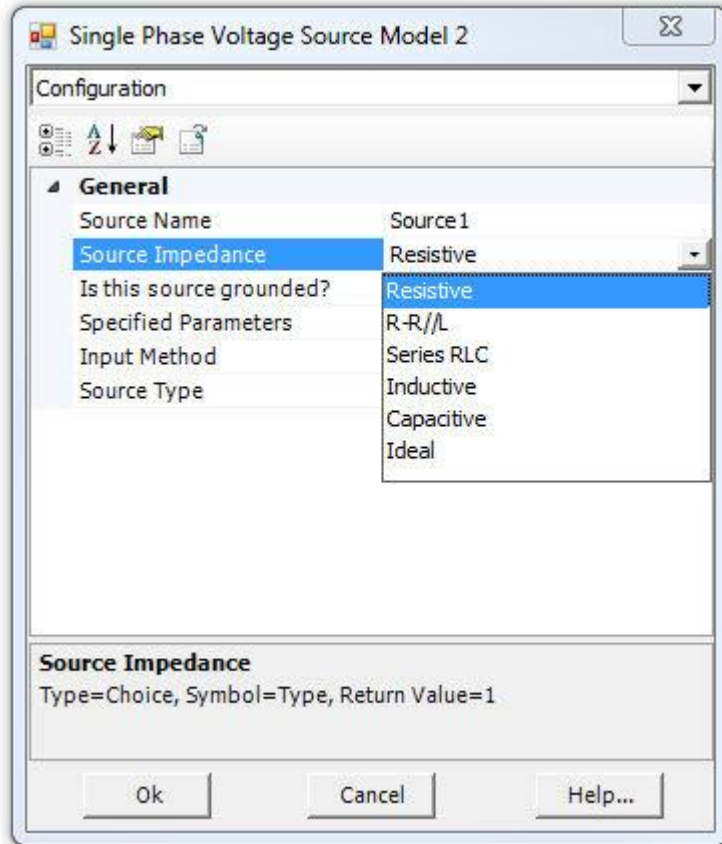 Single Phase Voltage Source Model 2
Configuration
A
Z
General
Source Name Source1
Source Impedance Resistive
Is this source grounded? Resistive
Specified Parameters R-R//L
Input Method Series RLC
Source Type Inductive
Capacitive
Ideal
Source Impedance
Type=Choice, Symbol=Type, Return Value=1
Ok Cancel Help...